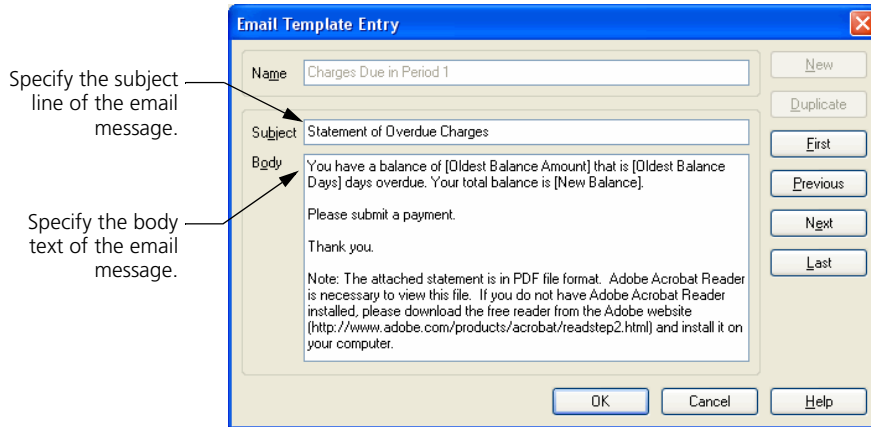 Email Template Entry
Specify the subject
line of the email
message.
Name
Charges Due in Period 1
New
Duplicate
Subject
Statement of Overdue Charges
First
Body
You have a balance of [Oldest Balance Amount] that is [Oldest Balance
Days] days overdue. Your total balance is [New Balance].
Previous
Please submit a payment.
Next
Specify the body
text of the email
message.
Thank you.
Last
Note: The attached statement is in PDF file format.  Adobe Acrobat Reader
is necessary to view this file.  If you do not have Adobe Acrobat Reader
installed, please download the free reader from the Adobe website
(http://www.adobe.com/products/acrobat/readstep2.html) and install it on
your computer.
OK
Cancel
Help